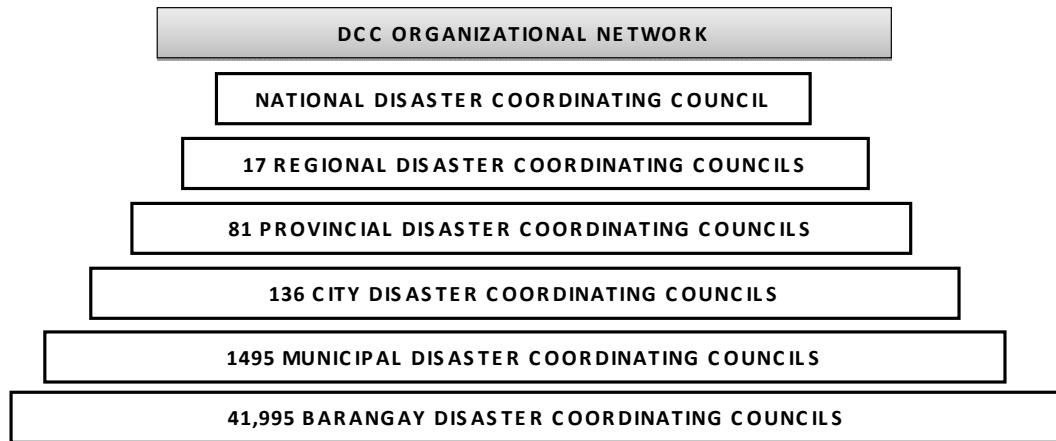 DCC ORGANIZATIONAL NETWORK
NATIONAL DISASTER COORDINATING COUNCIL
17 REGIONAL DISASTER COORDINATING COUNCILS
81 PROVINCIAL DISASTER COORDINATING COUNCILS
136 CITY DISASTER COORDINATING COUNCILS
1495 MUNICIPAL DISASTER COORDINATING COUNCILS
41,995 BARANGAY DISASTER COORDINATING COUNCILS